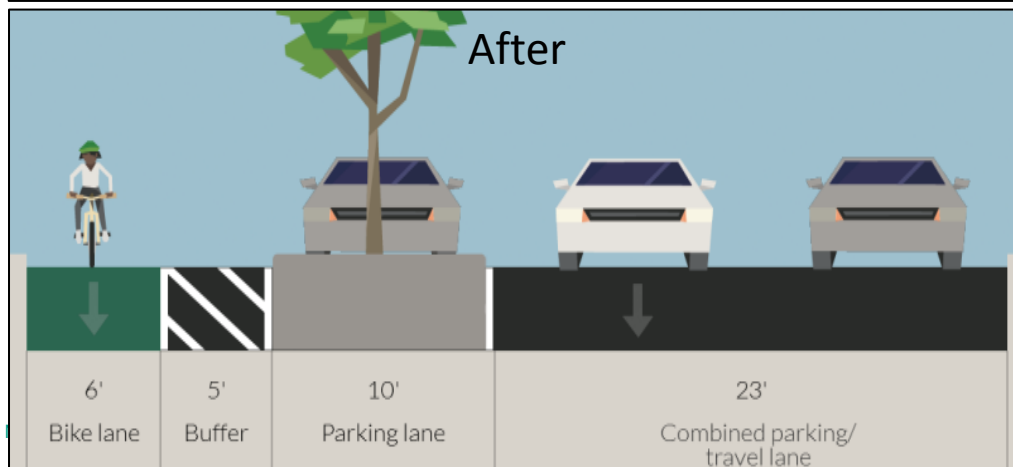 After
6'
5'
10'
23'
Bike lane
Buffer
Parking lane
Combined parking/
travel lane